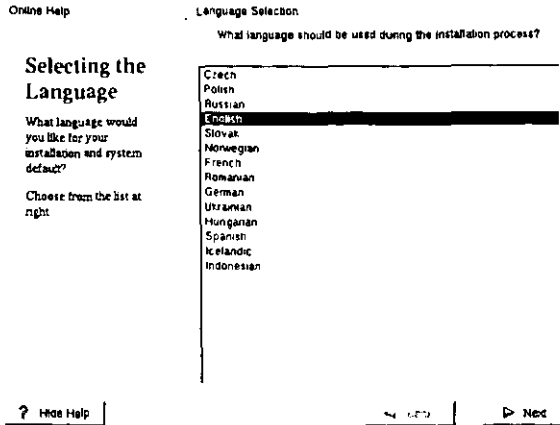 Online Help
Language Selection
What language should be used during the installation process?
Selecting the
Language
What language would
you like for your
installation and system
default?
Choose from the list at
right
Czech
Polish
Russian
English
Slovak
Norwegian
French
Romanian
German
Ukrainian
Hungarian
Spanish
Icelandic
Indonesian
? Hide Help
Next